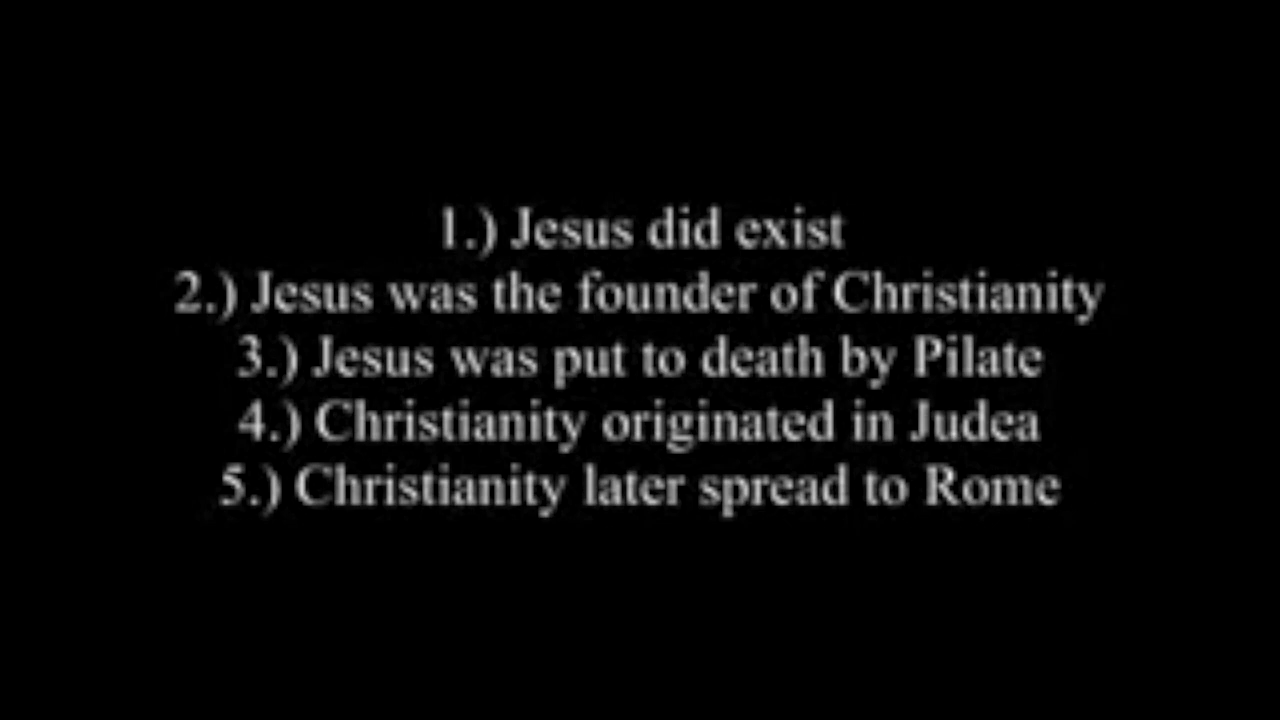 1.) Jesus did exist
2.) Jesus was the founder of Christianity
3.) Jesus was put to death by Pilate
4.) Christianity originated in Judea
5.) Christianity later spread to Rome